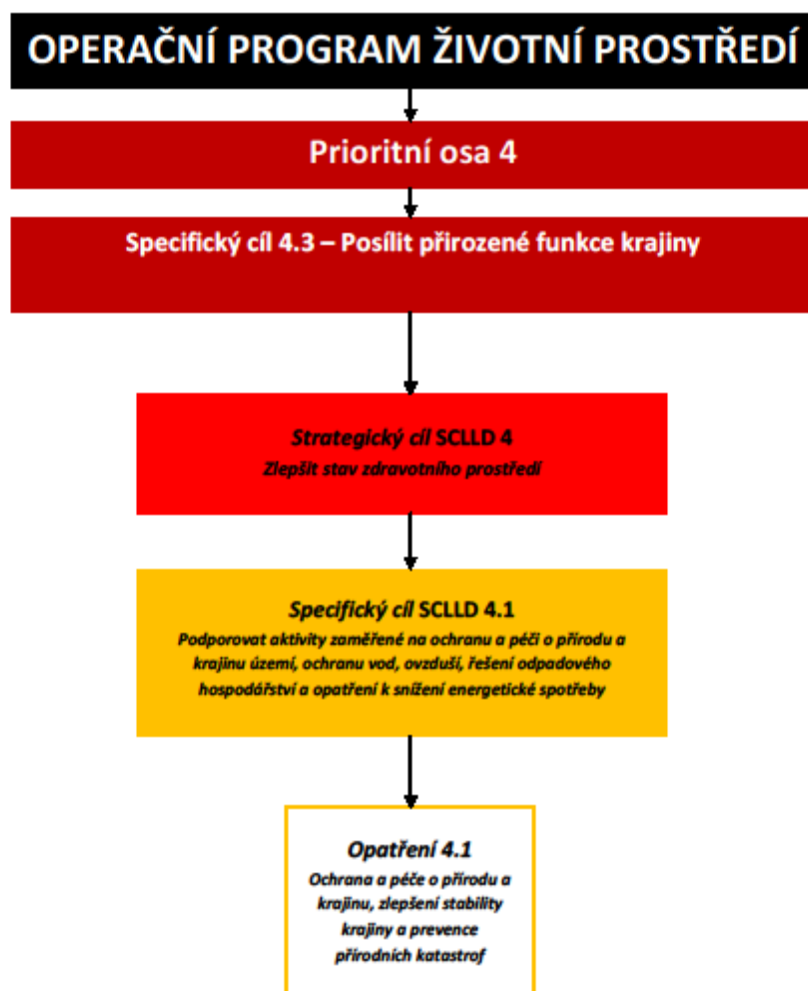 OPERAČNÍ PROGRAM ŽIVOTNÍ PROSTŘEDÍ
Prioritní osa 4
Specifický cíl 4.3 – Posílit přirozené funkce krajiny
Strategický cíl SCLLD 4
Zlepšit stav zdravotního prostředí
Specifický cíl SCLLD 4.1
Podporovat aktivity zaměřené na ochranu a péči o přírodu a
krajinu území, ochranu vod, ovzduší, řešení odpadového
hospodářství a opatření k snížení energetické spotřeby
Opatření 4.1
Ochrana a péče o přírodu a
krajinu, zlepšení stability
krajiny a prevence
přírodních katastrof